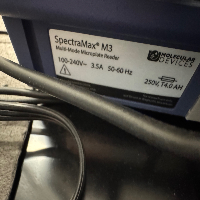 SpectraMax® M3
Multi-Mode Microplate Reader
100-240V~ 3.5A 50-60 Hz
MOLECULAR
DEVICES
250V, T4.0 AH